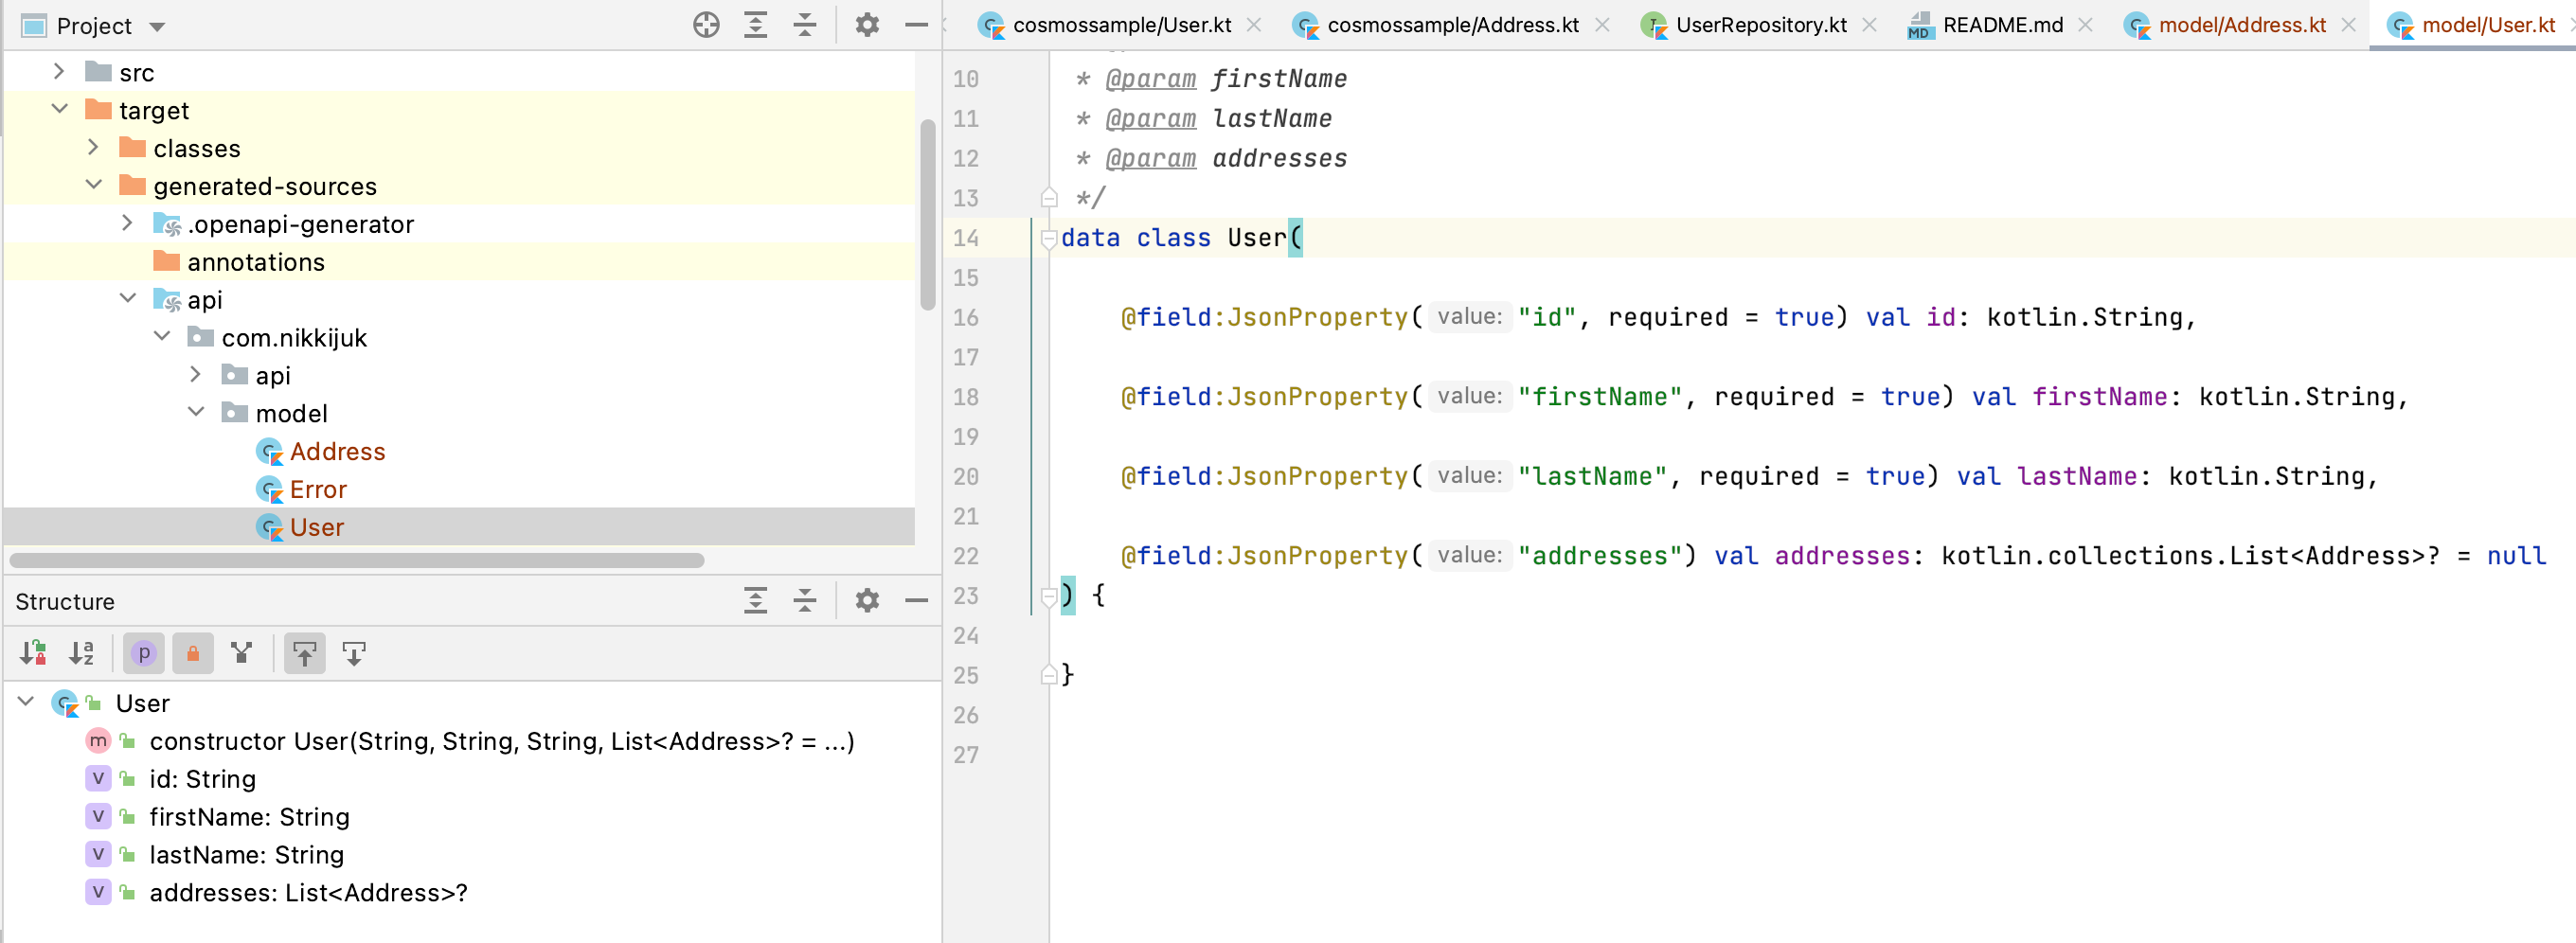 Project
src
target
classes
generated-sources
.openapi-generator
annotations
api
com.nikkijuk
api
model
Address
Error
User
Structure
User
constructor User(String, String, String, List<Address>? = ...)
id: String
firstName: String
lastName: String
addresses: List<Address>?
cosmossample/User.kt cosmossample/Address.kt UserRepository.kt README.md model/Address.kt model/User.kt
10 * @param firstName
11 * @param lastName
12 * @param addresses
13 */
14 data class User(
15
16 @field:JsonProperty( value: "id", required = true) val id: kotlin.String,
17
18 @field:JsonProperty( value: "firstName", required = true) val firstName: kotlin.String,
19
20 @field:JsonProperty( value: "lastName", required = true) val lastName: kotlin.String,
21
22 @field:JsonProperty( value: "addresses") val addresses: kotlin.collections.List<Address>? = null
23 ) {
24
25 }
26
27